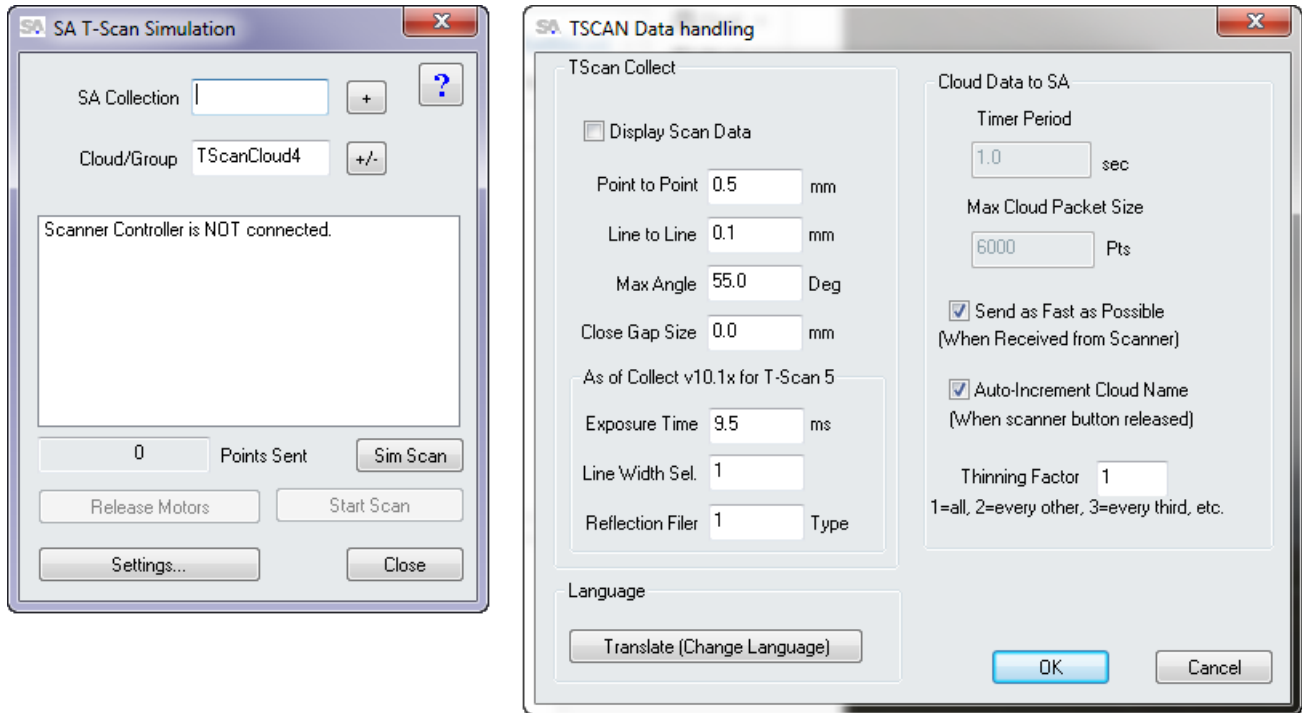 SA T-Scan Simulation
SA Collection
+
?
Cloud/Group TScanCloud4 +/-
Scanner Controller is NOT connected.
0 Points Sent Sim Scan
Release Motors Start Scan
Settings... Close
TSCAN Data handling
TScan Collect
Display Scan Data
Point to Point 0.5 mm
Line to Line 0.1 mm
Max Angle 55.0 Deg
Close Gap Size 0.0 mm
As of Collect v10.1x for T-Scan 5
Exposure Time 9.5 ms
Line Width Sel. 1
Reflection Filer 1 Type
Language
Translate (Change Language)
Cloud Data to SA
Timer Period
1.0 sec
Max Cloud Packet Size
6000 Pts
Send as Fast as Possible
(When Received from Scanner)
Auto-Increment Cloud Name
(When scanner button released)
Thinning Factor 1
1=all, 2=every other, 3=every third, etc.
OK Cancel